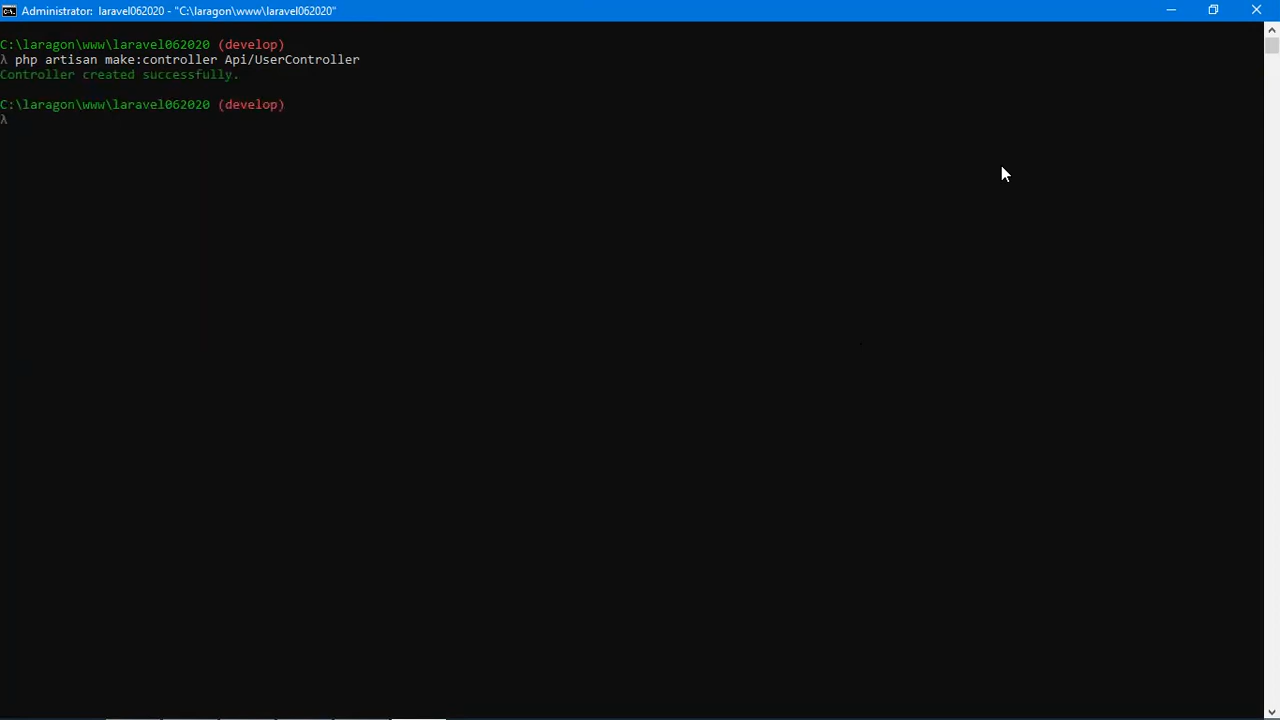 Administrator:  laravel062020 - "C:\laragon\www\laravel062020"
C:\laragon\www\laravel062020 (develop)
λ php artisan make:controller Api/UserController
Controller created successfully.
C:\laragon\www\laravel062020 (develop)
λ